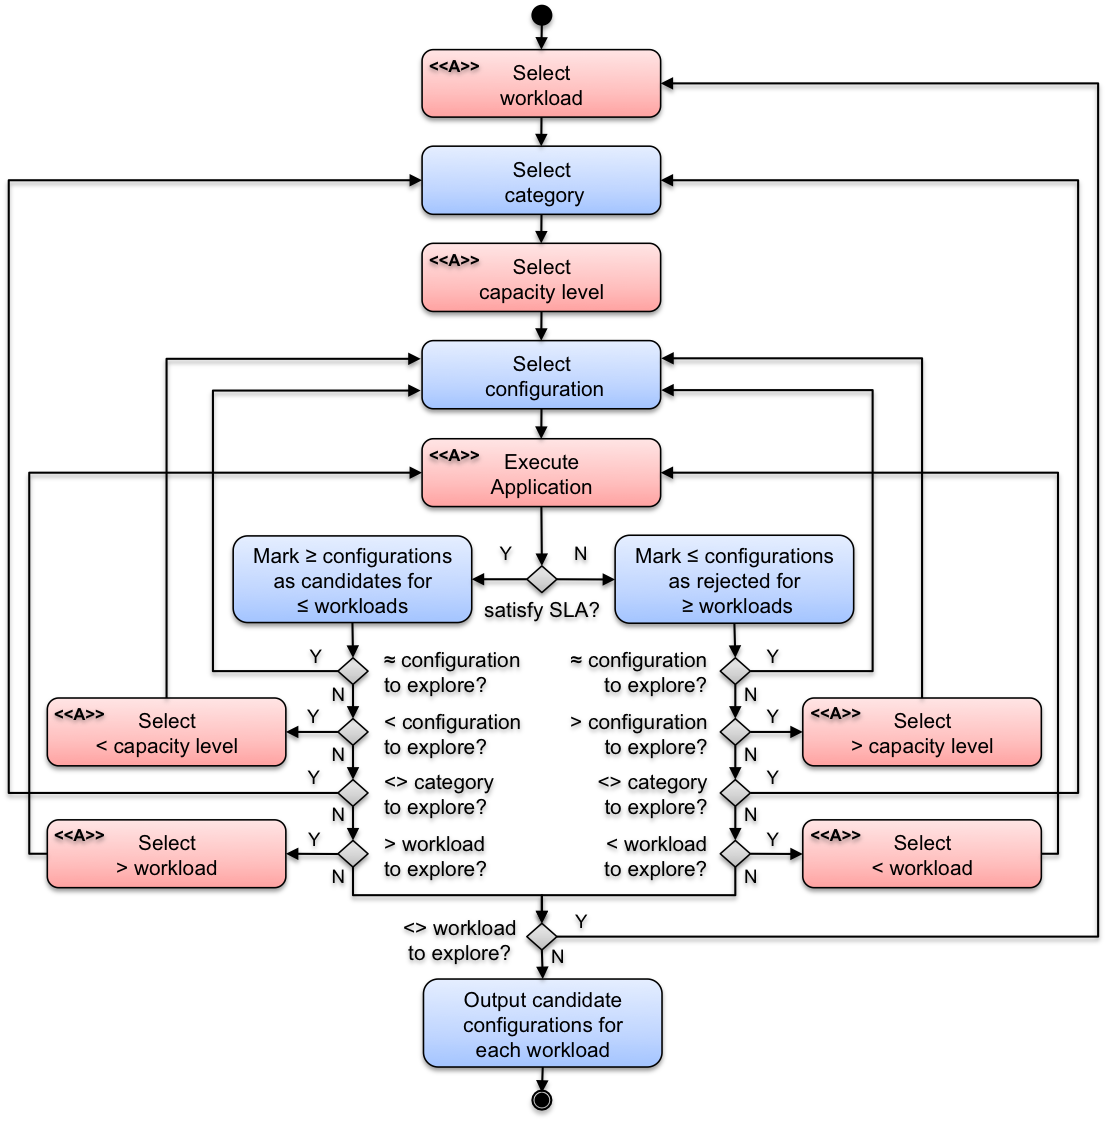 <<A>>
Select
workload
Select
category
<<A>>
Select
capacity level
Select
configuration
<<A>>
Execute
Application
Mark ≥ configurations
as candidates for
≤ workloads
Y
N
satisfy SLA?
Mark ≤ configurations
as rejected for
≥ workloads
Y
≈ configuration
to explore?
N
≈ configuration
to explore?
Y
N
<<A>>
Select
< capacity level
Y
< configuration
to explore?
N
> configuration
to explore?
Y
N
<<A>>
Select
> capacity level
Y
<> category
to explore?
N
<> category
to explore?
Y
N
<<A>>
Select
> workload
Y
> workload
to explore?
N
< workload
to explore?
Y
N
<<A>>
Select
< workload
<> workload
to explore?
Y
N
Output candidate
configurations for
each workload